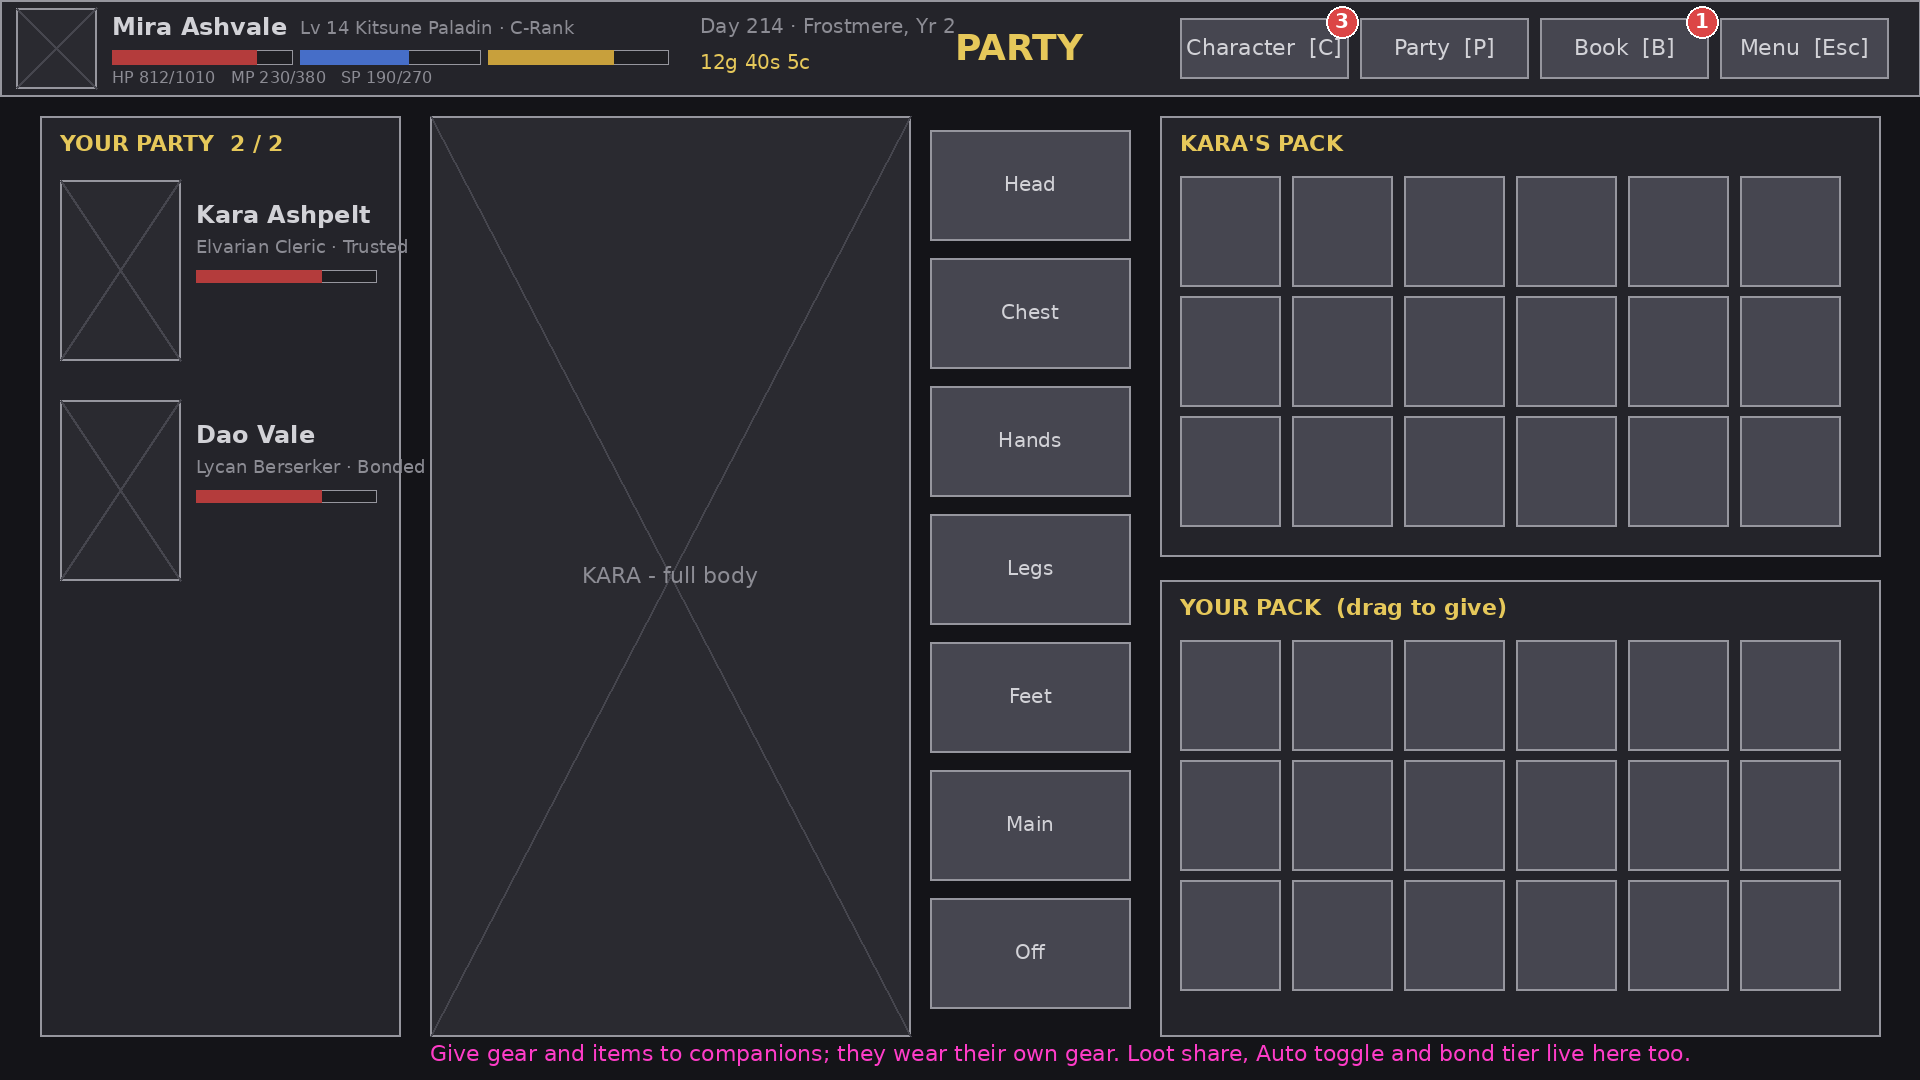 Mira Ashvale Lv 14 Kitsune Paladin · C-Rank
HP 812/1010 MP 230/380 SP 190/270
Day 214 · Frostmere, Yr 2
12g 40s 5c
PARTY
Character [C] 3
Party [P]
Book [B] 1
Menu [Esc]
YOUR PARTY 2 / 2
Kara Ashpelt
Elvarian Cleric · Trusted
Dao Vale
Lycan Berserker · Bonded
KARA - full body
Head
Chest
Hands
Legs
Feet
Main
Off
KARA'S PACK
YOUR PACK (drag to give)
Give gear and items to companions; they wear their own gear. Loot share, Auto toggle and bond tier live here too.